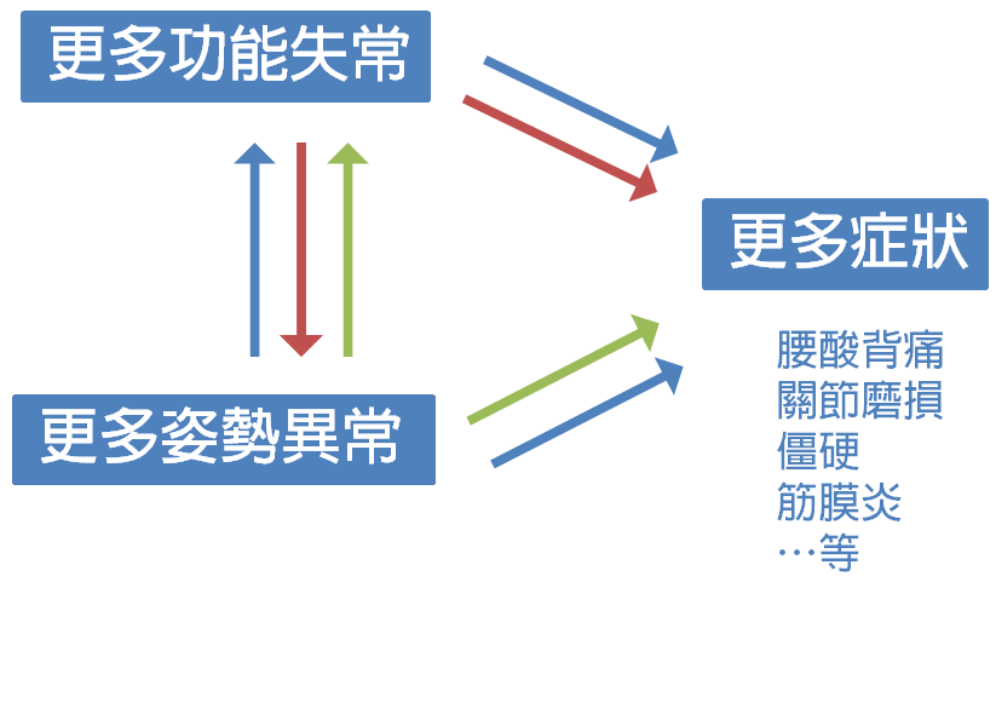 更多功能失常
更多症狀
腰酸背痛
關節磨損
僵硬
筋膜炎
…等
更多姿勢異常